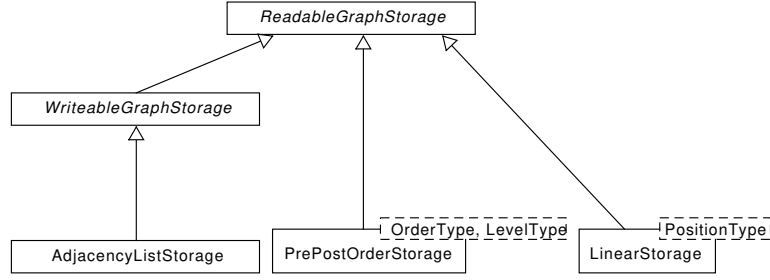 ReadableGraphStorage
WriteableGraphStorage
OrderType, LevelType
PositionType
AdjacencyListStorage
PrePostOrderStorage
LinearStorage